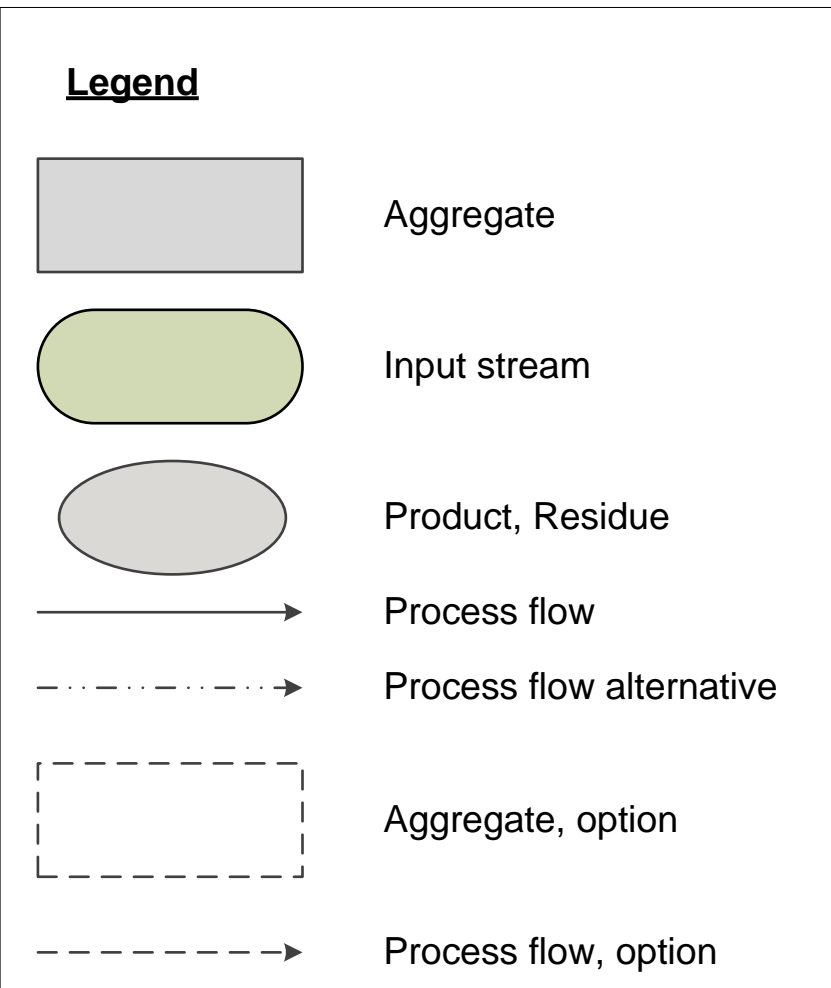 Legend
Aggregate
Input stream
Product, Residue
Process flow
Process flow alternative
Aggregate, option
Process flow, option